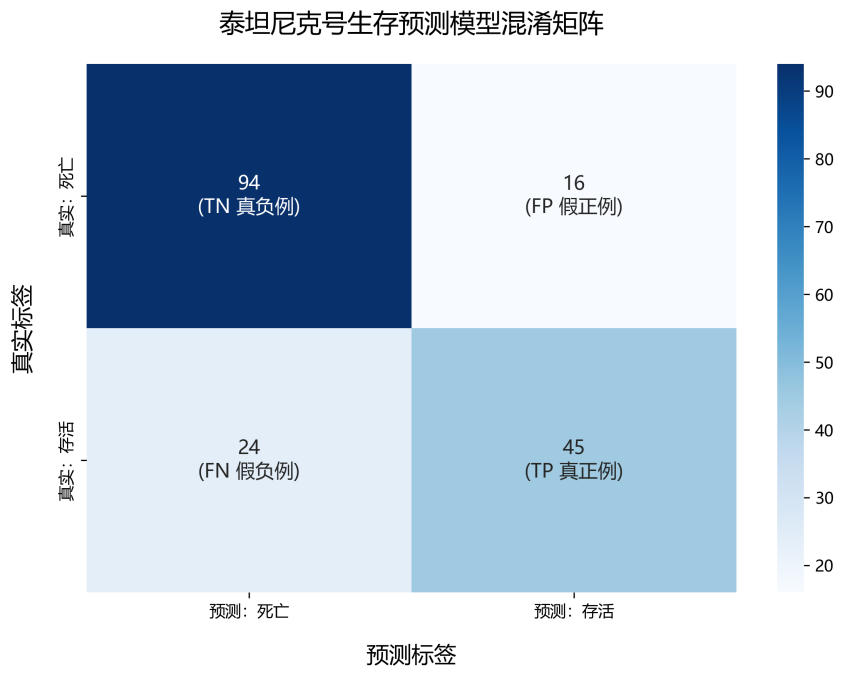 泰坦尼克号生存预测模型混淆矩阵
真实标签
真实：死亡
94
(TN 真负例)
16
(FP 假正例)
真实：存活
24
(FN 假负例)
45
(TP 真正例)
预测：死亡
预测：存活
预测标签
90
80
70
60
50
40
30
20